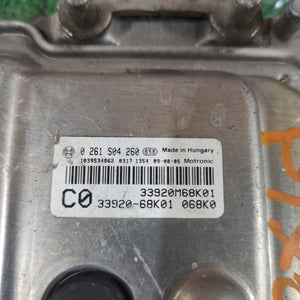 BOSCH 0 261 S04 260 Made in Hungary
1039S34862 0317 1354 09-08-05 Motronic
C0
33920M68K01
33920-68K01 068K0